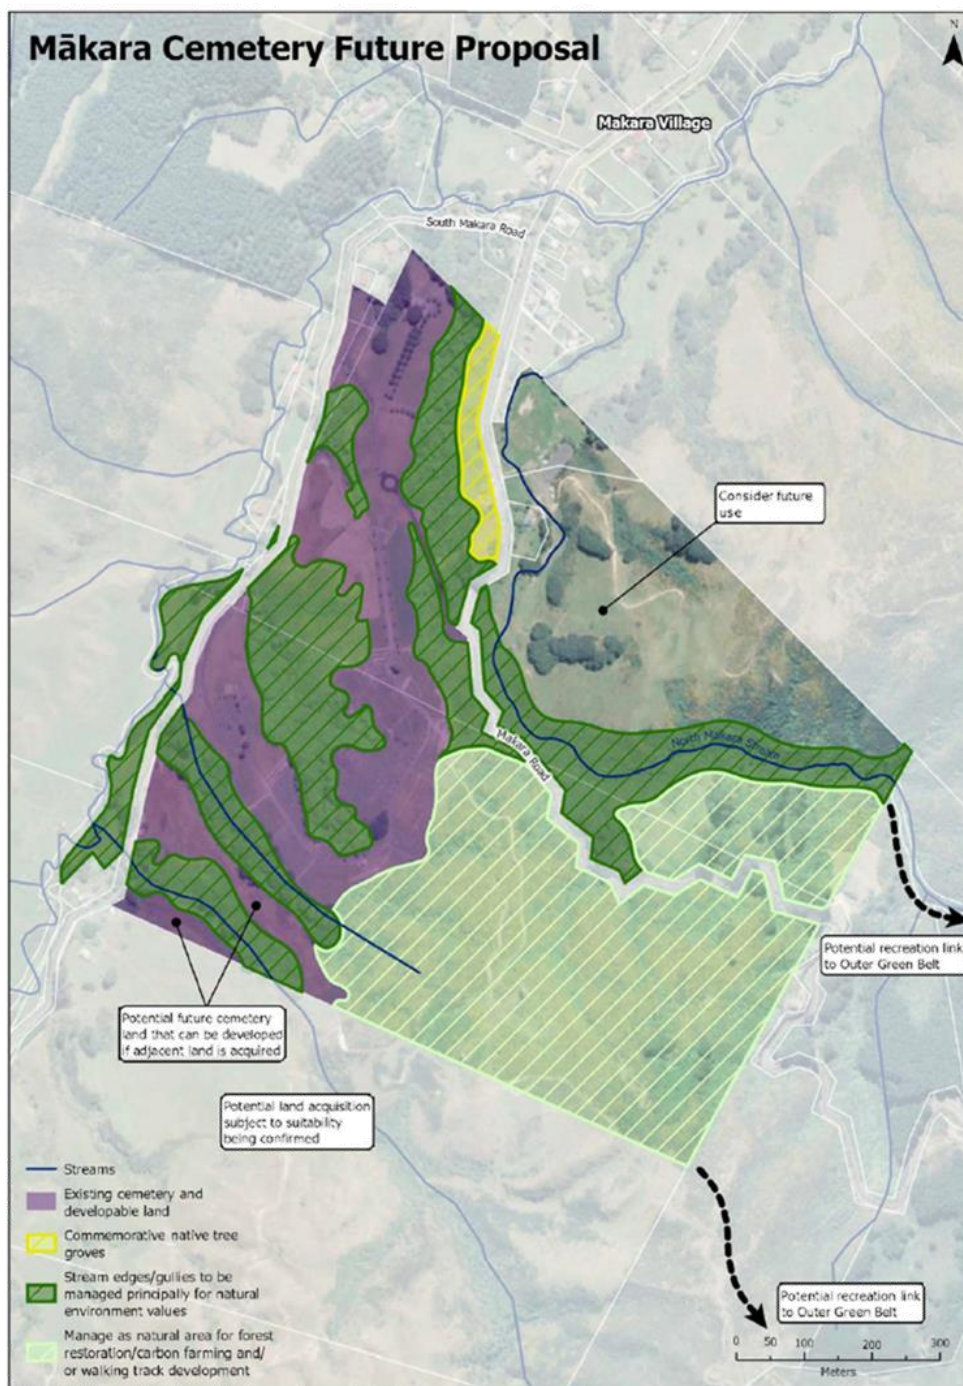 Mākara Cemetery Future Proposal
N
Makara Village
South Makara Road
Consider future
use
North Makara Stream
Makara Road
Potential recreation link
to Outer Green Belt
Potential future cemetery
land that can be developed
if adjacent land is acquired
Potential land acquisition
subject to suitability
being confirmed
Streams
Existing cemetery and
developable land
Commemorative native tree
groves
Stream edges/gullies to be
managed principally for natural
environment values
Manage as natural area for forest
restoration/carbon farming and/
or walking track development
Potential recreation link
to Outer Green Belt
0 50 100 200 300
Meters